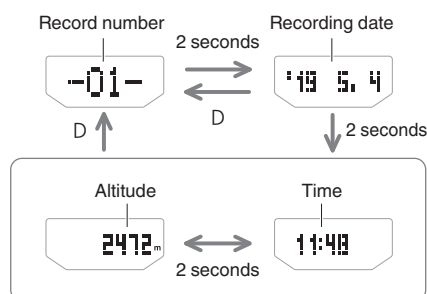 Record number
Recording date
2 seconds
-01-
'19 5. 4
D
D
2 seconds
Altitude
Time
2472m
11:48
2 seconds